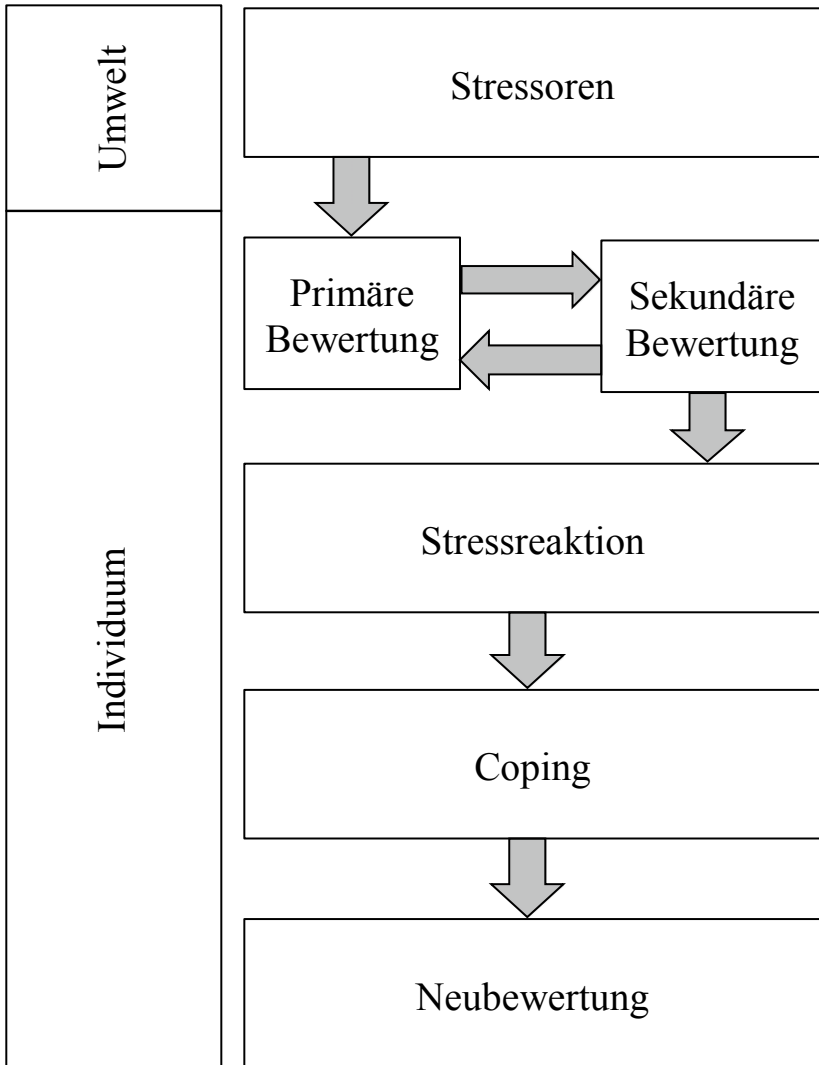 Umwelt
Stressoren
Primäre
Bewertung
Sekundäre
Bewertung
Individuum
Stressreaktion
Coping
Neubewertung